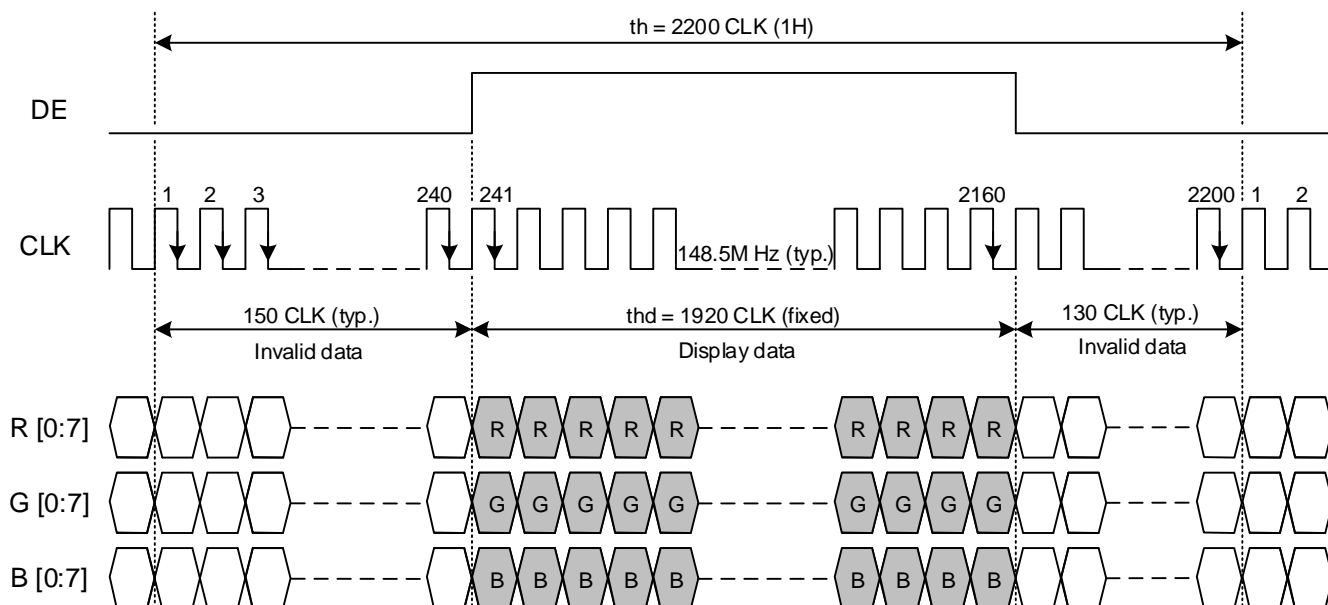 th = 2200 CLK (1H)
DE
1 2 3 240 241 2160 2200 1 2
CLK
148.5M Hz (typ.)
150 CLK (typ.) thd = 1920 CLK (fixed) 130 CLK (typ.)
Invalid data Display data Invalid data
R [0:7] R R R R R R R R R
G [0:7] G G G G G G G G G
B [0:7] B B B B B B B B B